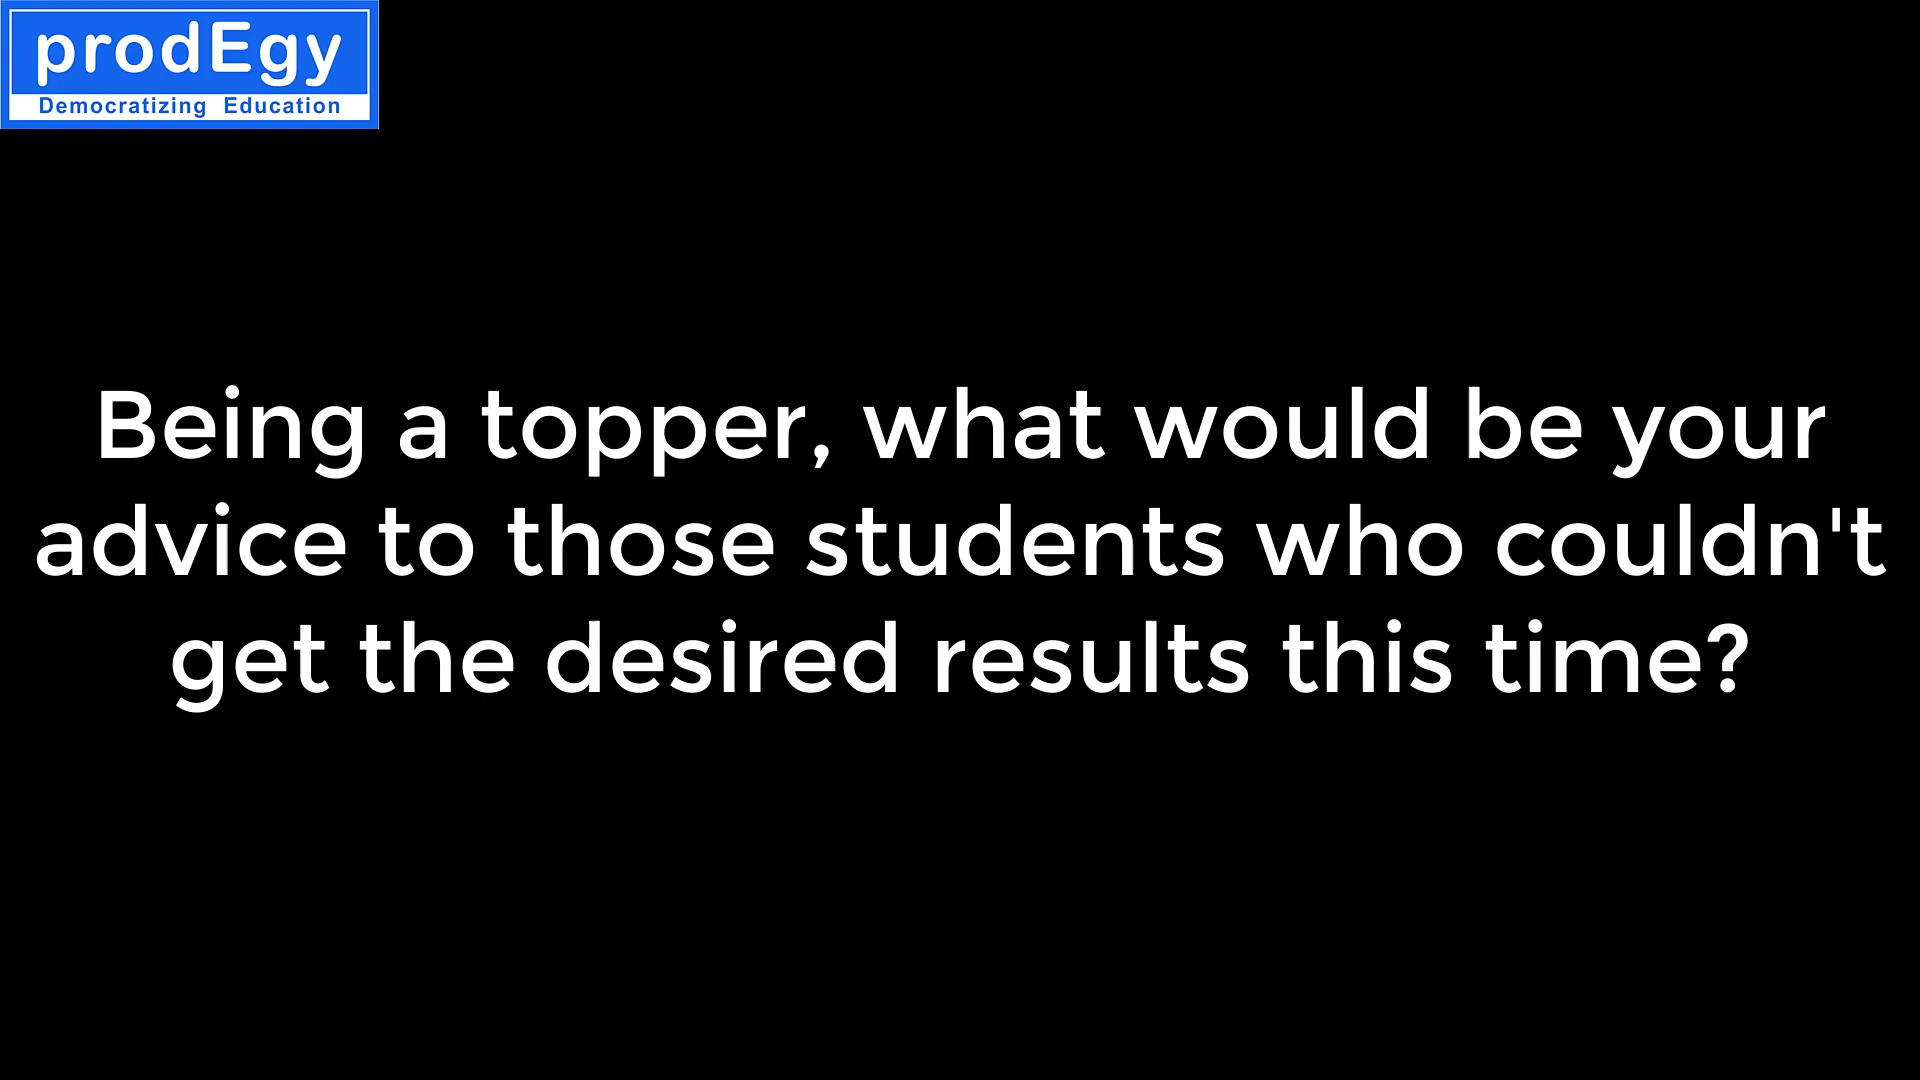 prodEgy
Democratizing Education
Being a topper, what would be your
advice to those students who couldn't
get the desired results this time?